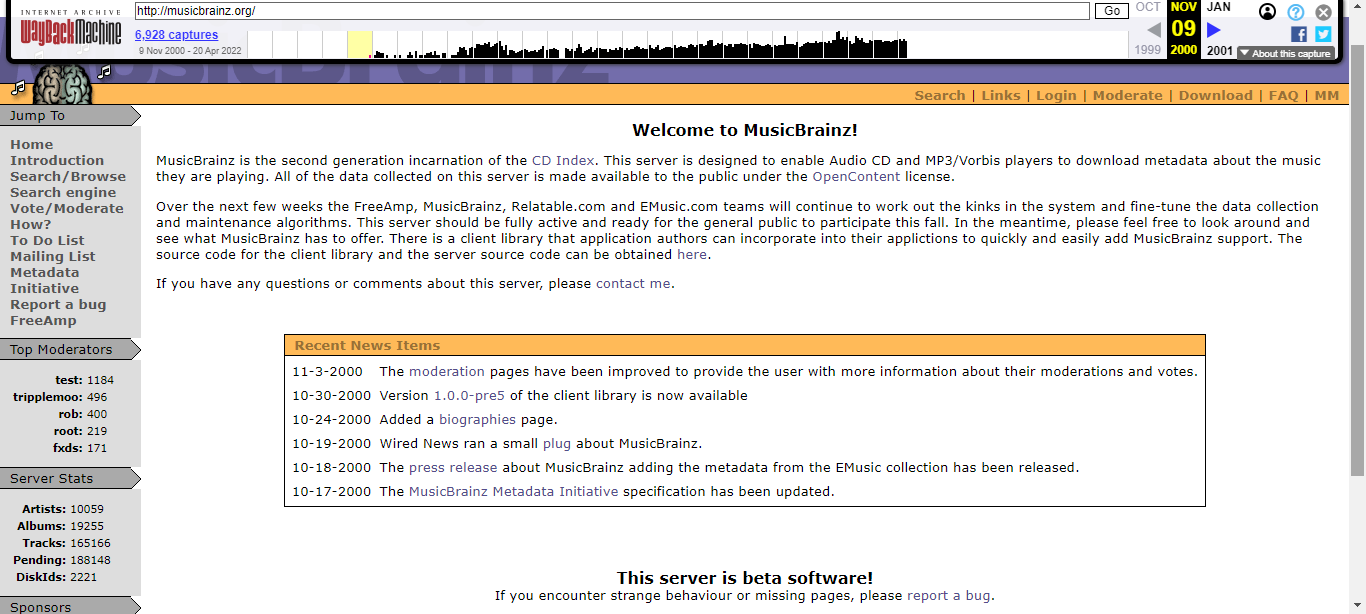 INTERNET ARCHIVE
WayBackMachine
http://musicbrainz.org/
Go
6,928 captures
9 Nov 2000 - 20 Apr 2022
OCT NOV JAN
09
1999 2000 2001
About this capture
MusicBrainz
Search | Links | Login | Moderate | Download | FAQ | MM
Jump To
Home
Introduction
Search/Browse
Search engine
Vote/Moderate
How?
To Do List
Mailing List
Metadata
Initiative
Report a bug
FreeAmp
Top Moderators
test: 1184
tripplemoo: 496
rob: 400
root: 219
fxds: 171
Server Stats
Artists: 10059
Albums: 19255
Tracks: 165166
Pending: 188148
DiskIds: 2221
Sponsors
Welcome to MusicBrainz!
MusicBrainz is the second generation incarnation of the CD Index. This server is designed to enable Audio CD and MP3/Vorbis players to download metadata about the music
they are playing. All of the data collected on this server is made available to the public under the OpenContent license.
Over the next few weeks the FreeAmp, MusicBrainz, Relatable.com and EMusic.com teams will continue to work out the kinks in the system and fine-tune the data collection
and maintenance algorithms. This server should be fully active and ready for the general public to participate this fall. In the meantime, please feel free to look around and
see what MusicBrainz has to offer. There is a client library that application authors can incorporate into their applictions to quickly and easily add MusicBrainz support. The
source code for the client library and the server source code can be obtained here.
If you have any questions or comments about this server, please contact me.
Recent News Items
11-3-2000 The moderation pages have been improved to provide the user with more information about their moderations and votes.
10-30-2000 Version 1.0.0-pre5 of the client library is now available
10-24-2000 Added a biographies page.
10-19-2000 Wired News ran a small plug about MusicBrainz.
10-18-2000 The press release about MusicBrainz adding the metadata from the EMusic collection has been released.
10-17-2000 The MusicBrainz Metadata Initiative specification has been updated.
This server is beta software!
If you encounter strange behaviour or missing pages, please report a bug.